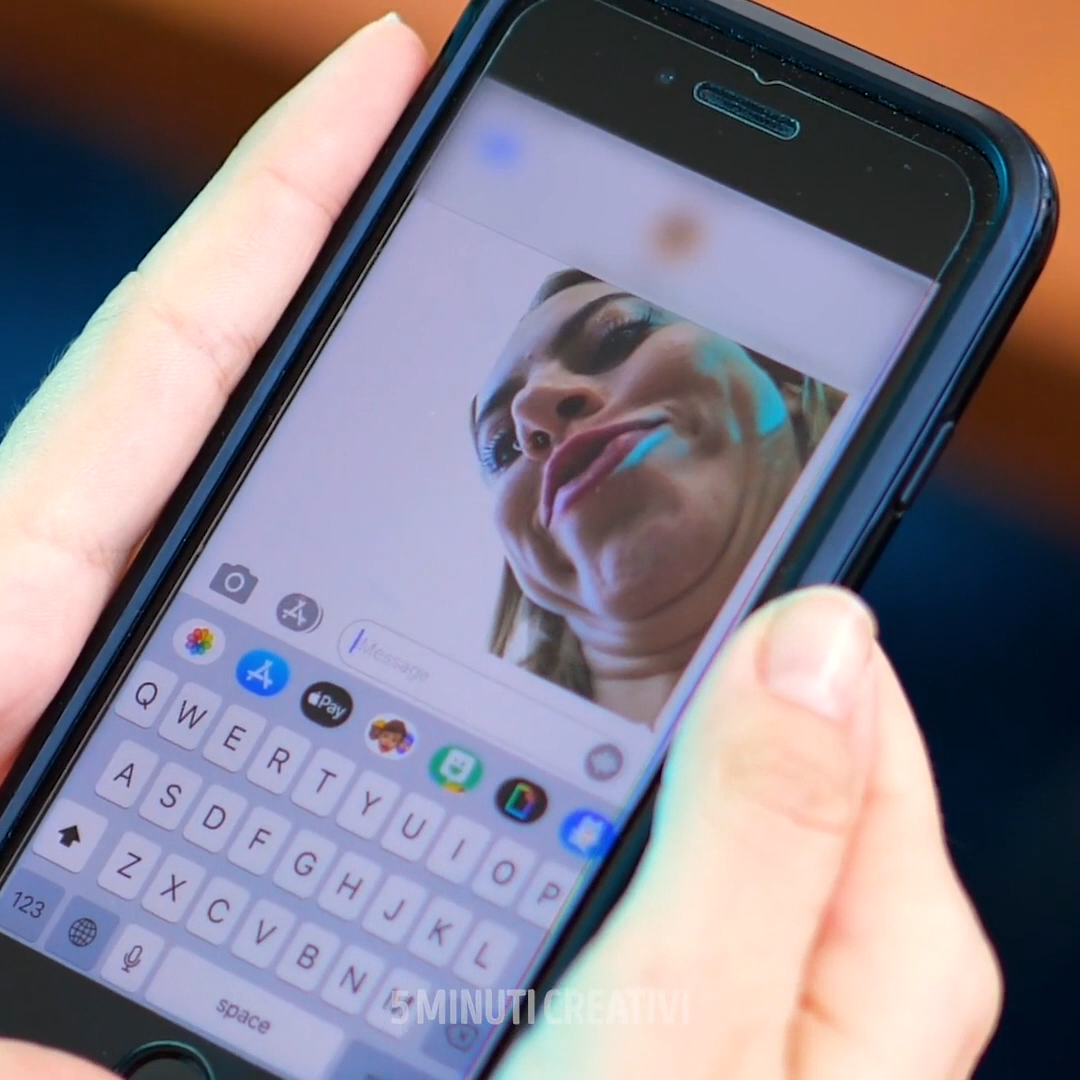 Message
Pay
Q W E R T Y U I O P
A S D F G H J K L
Z X C V B N M
123
space
5 MINUTI CREATIVI